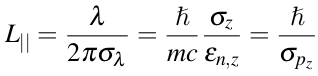 L_{||} = \frac{\lambda}{2\pi\sigma_\lambda} = \frac{\hbar}{mc} \frac{\sigma_z}{\varepsilon_{n,z}} = \frac{\hbar}{\sigma_{p_z}}